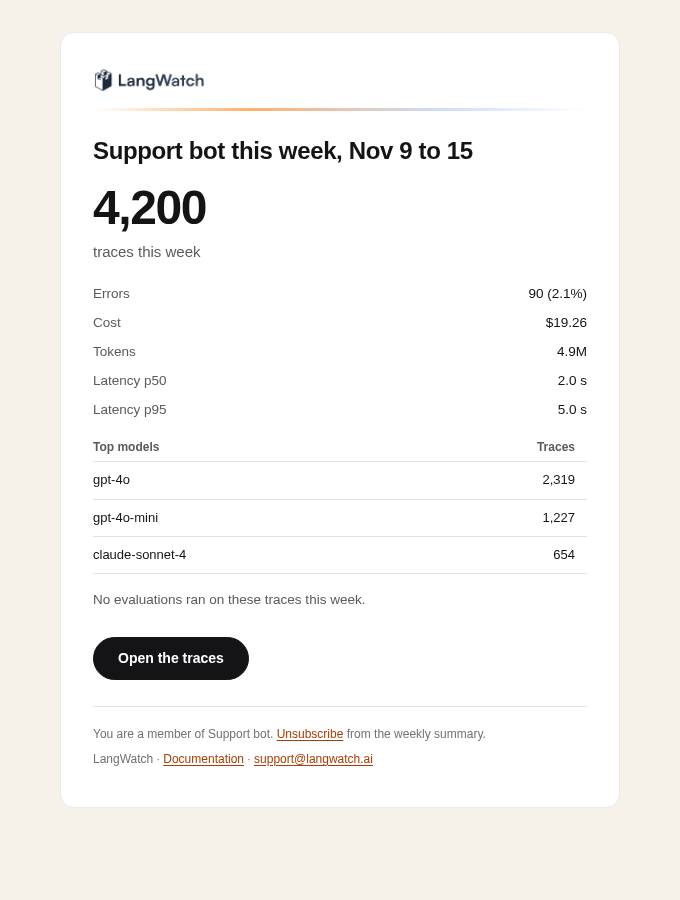 LangWatch
Support bot this week, Nov 9 to 15
4,200
traces this week
Errors 90 (2.1%)
Cost $19.26
Tokens 4.9M
Latency p50 2.0 s
Latency p95 5.0 s
Top models Traces
gpt-4o 2,319
gpt-4o-mini 1,227
claude-sonnet-4 654
No evaluations ran on these traces this week.
Open the traces
You are a member of Support bot. Unsubscribe from the weekly summary.
LangWatch · Documentation · support@langwatch.ai